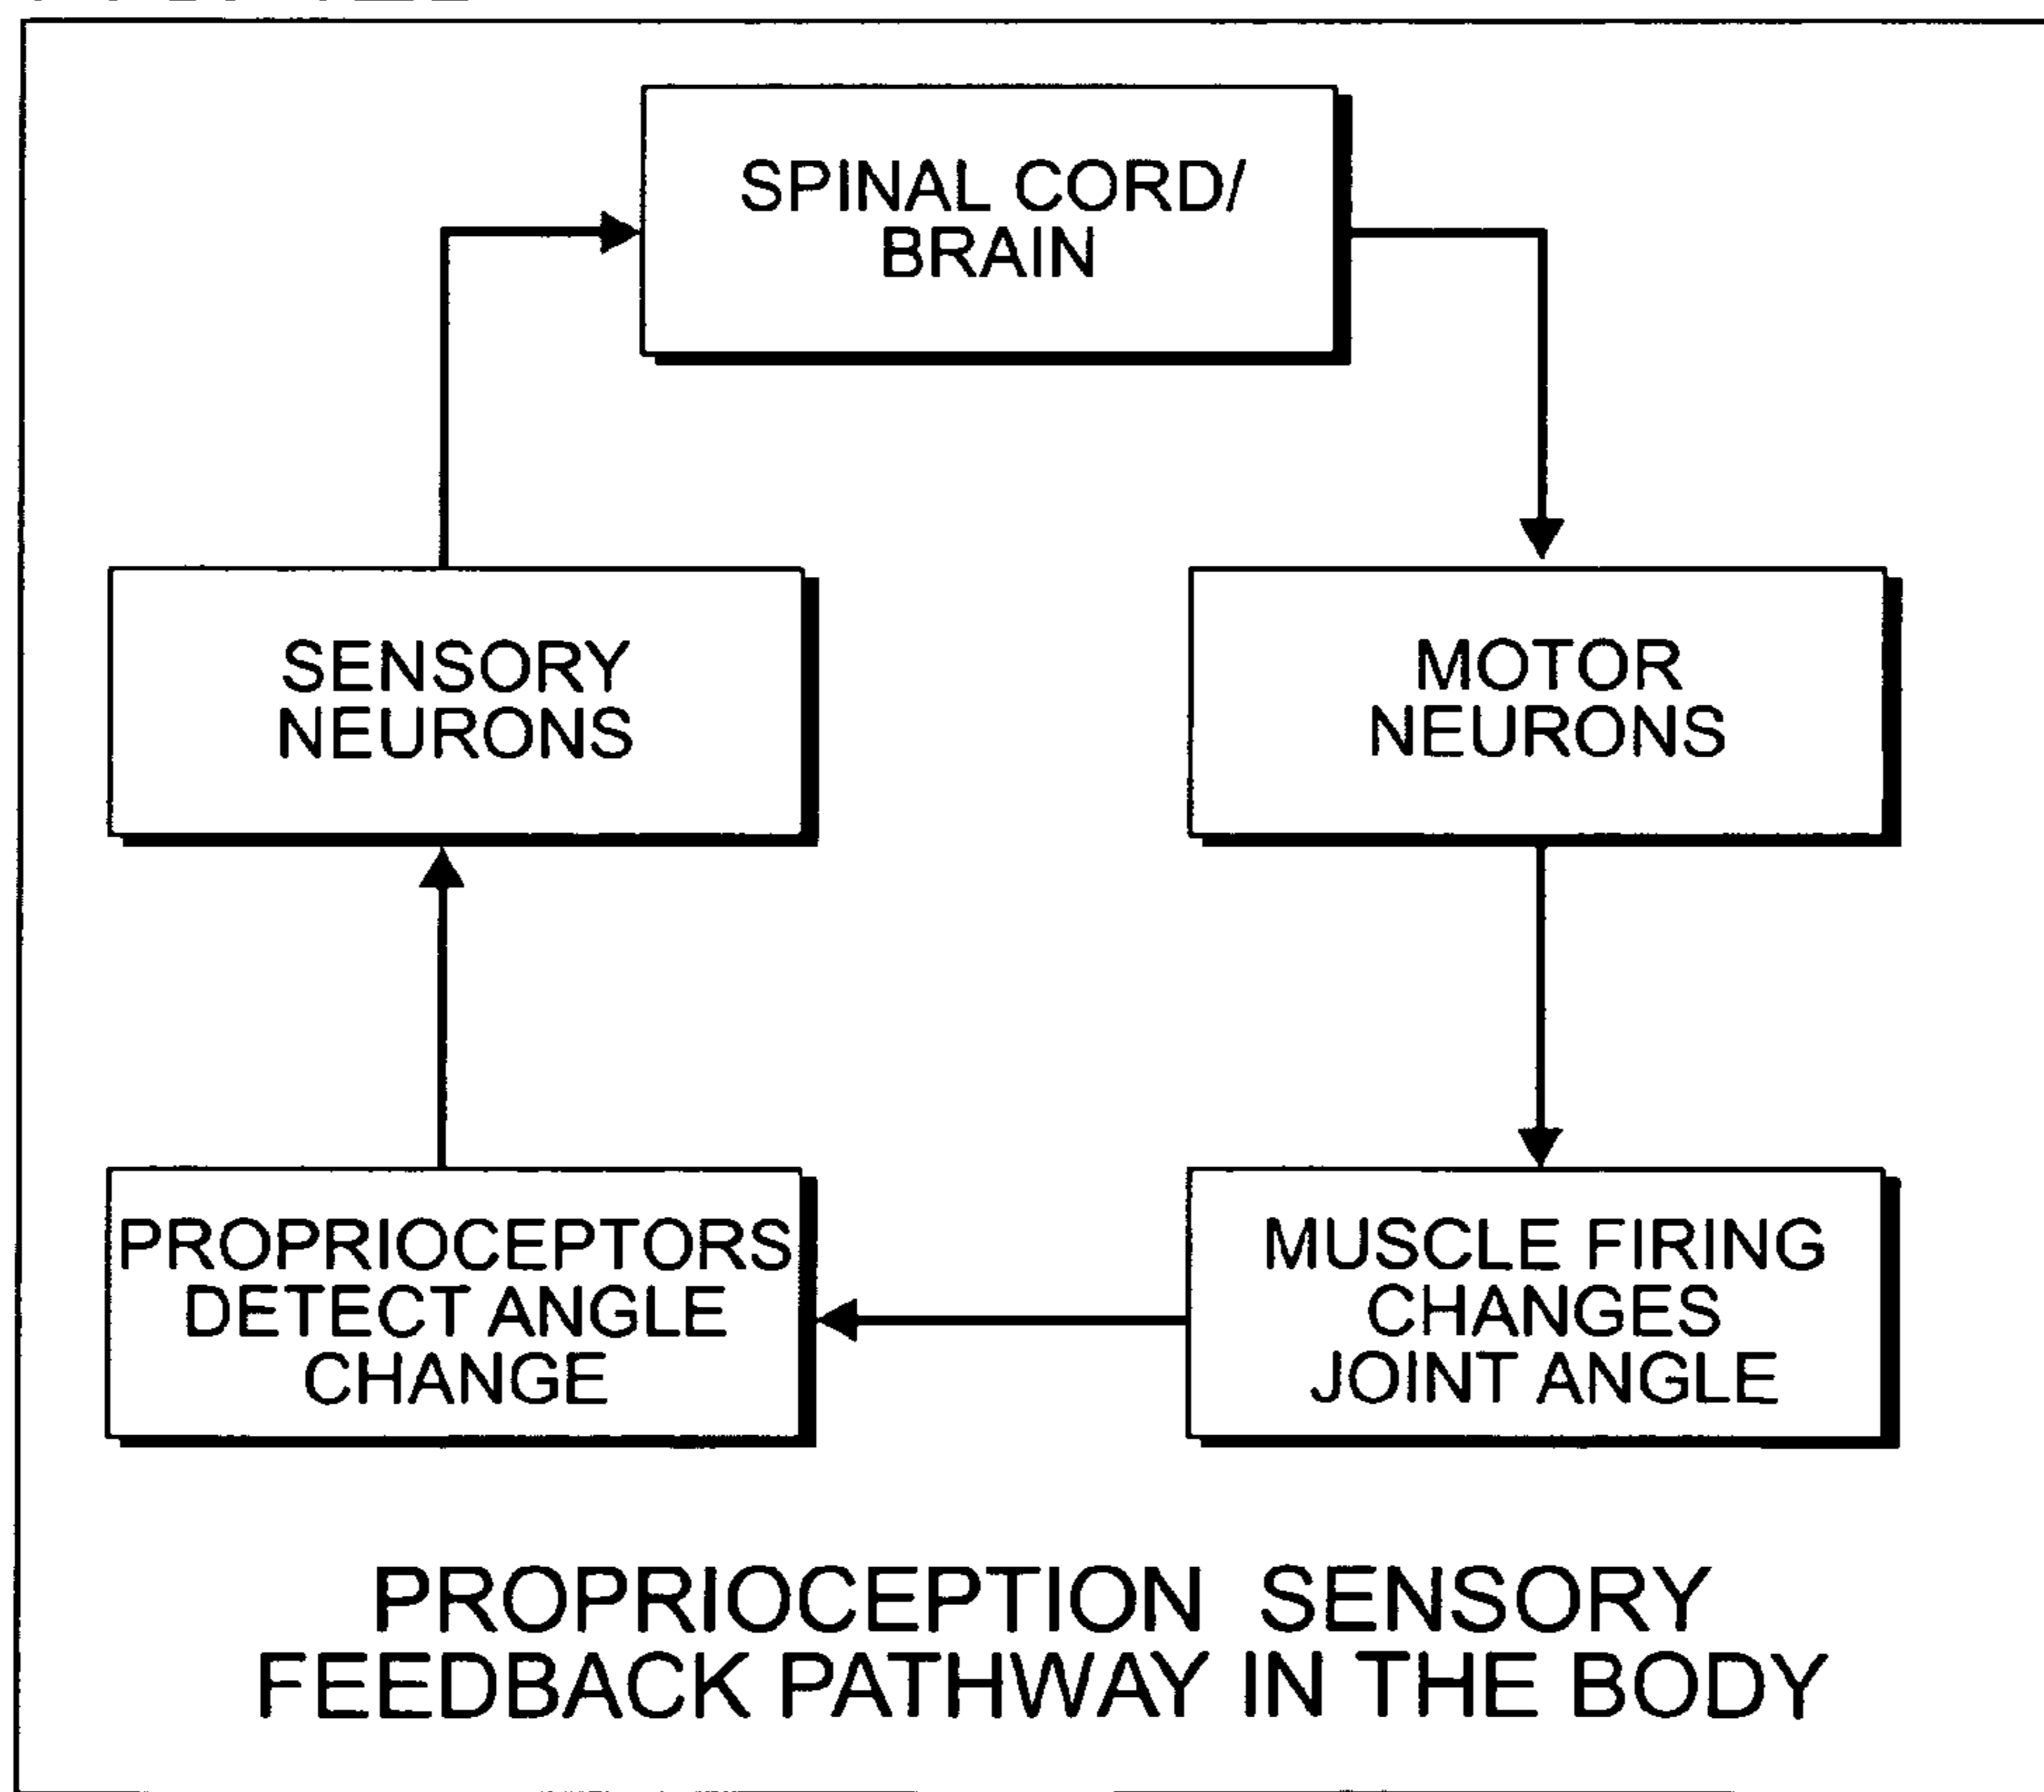 SPINAL CORD/
BRAIN
SENSORY
NEURONS
MOTOR
NEURONS
PROPRIOCEPTORS
DETECT ANGLE
CHANGE
MUSCLE FIRING
CHANGES
JOINT ANGLE
PROPRIOCEPTION SENSORY
FEEDBACK PATHWAY IN THE BODY